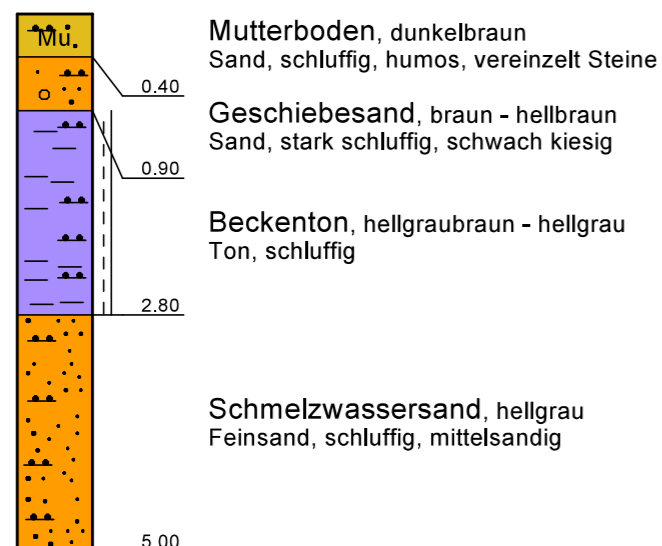 Mu.
Mutterboden, dunkelbraun
Sand, schluffig, humos, vereinzelt Steine
0.40
Geschiebesand, braun - hellbraun
Sand, stark schluffig, schwach kiesig
0.90
Beckenton, hellgraubraun - hellgrau
Ton, schluffig
2.80
Schmelzwassersand, hellgrau
Feinsand, schluffig, mittelsandig
5.00